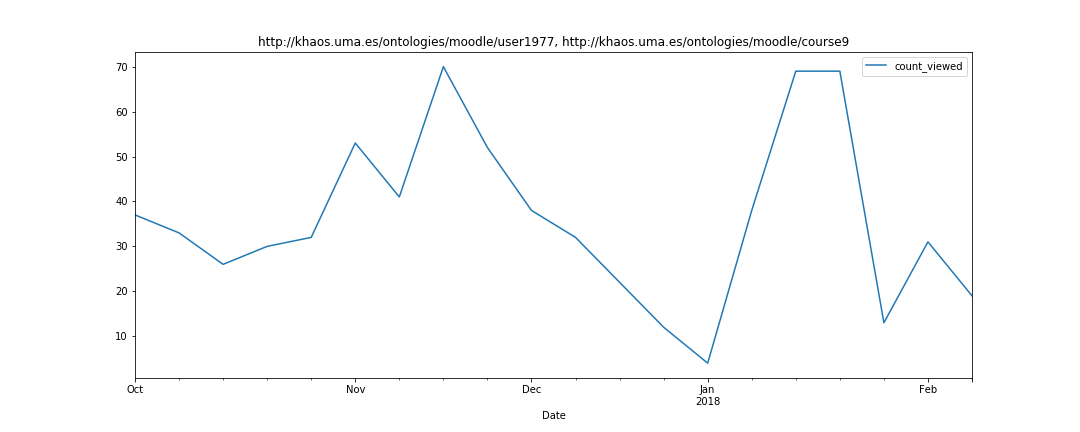 http://khaos.uma.es/ontologies/moodle/user1977, http://khaos.uma.es/ontologies/moodle/course9
count_viewed
70
60
50
40
30
20
10
Oct Nov Dec Jan Feb
2018
Date